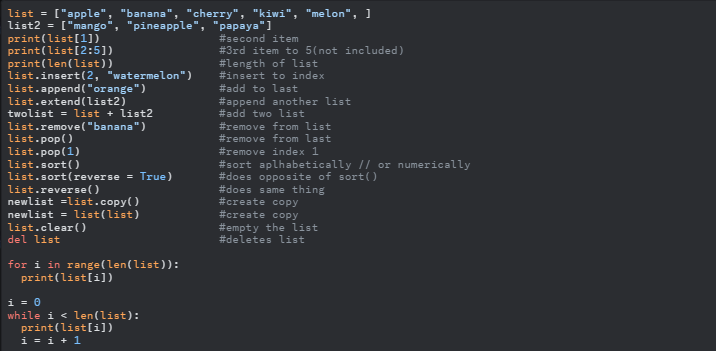 list = ["apple", "banana", "cherry", "kiwi", "melon", ]
list2 = ["mango", "pineapple", "papaya"]
print(list[1])                  #second item
print(list[2:5])                #3rd item to 5(not included)
print(len(list))                #length of list
list.insert(2, "watermelon")    #insert to index
list.append("orange")           #add to last
list.extend(list2)              #append another list
twolist = list + list2          #add two list
list.remove("banana")           #remove from list
list.pop()                      #remove from last
list.pop(1)                     #remove index 1
list.sort()                     #sort aplhabetically // or numerically
list.sort(reverse = True)       #does opposite of sort()
list.reverse()                  #does same thing
newlist =list.copy()            #create copy
newlist = list(list)            #create copy
list.clear()                    #empty the list
del list                        #deletes list

for i in range(len(list)):
  print(list[i])

i = 0
while i < len(list):
  print(list[i])
  i = i + 1